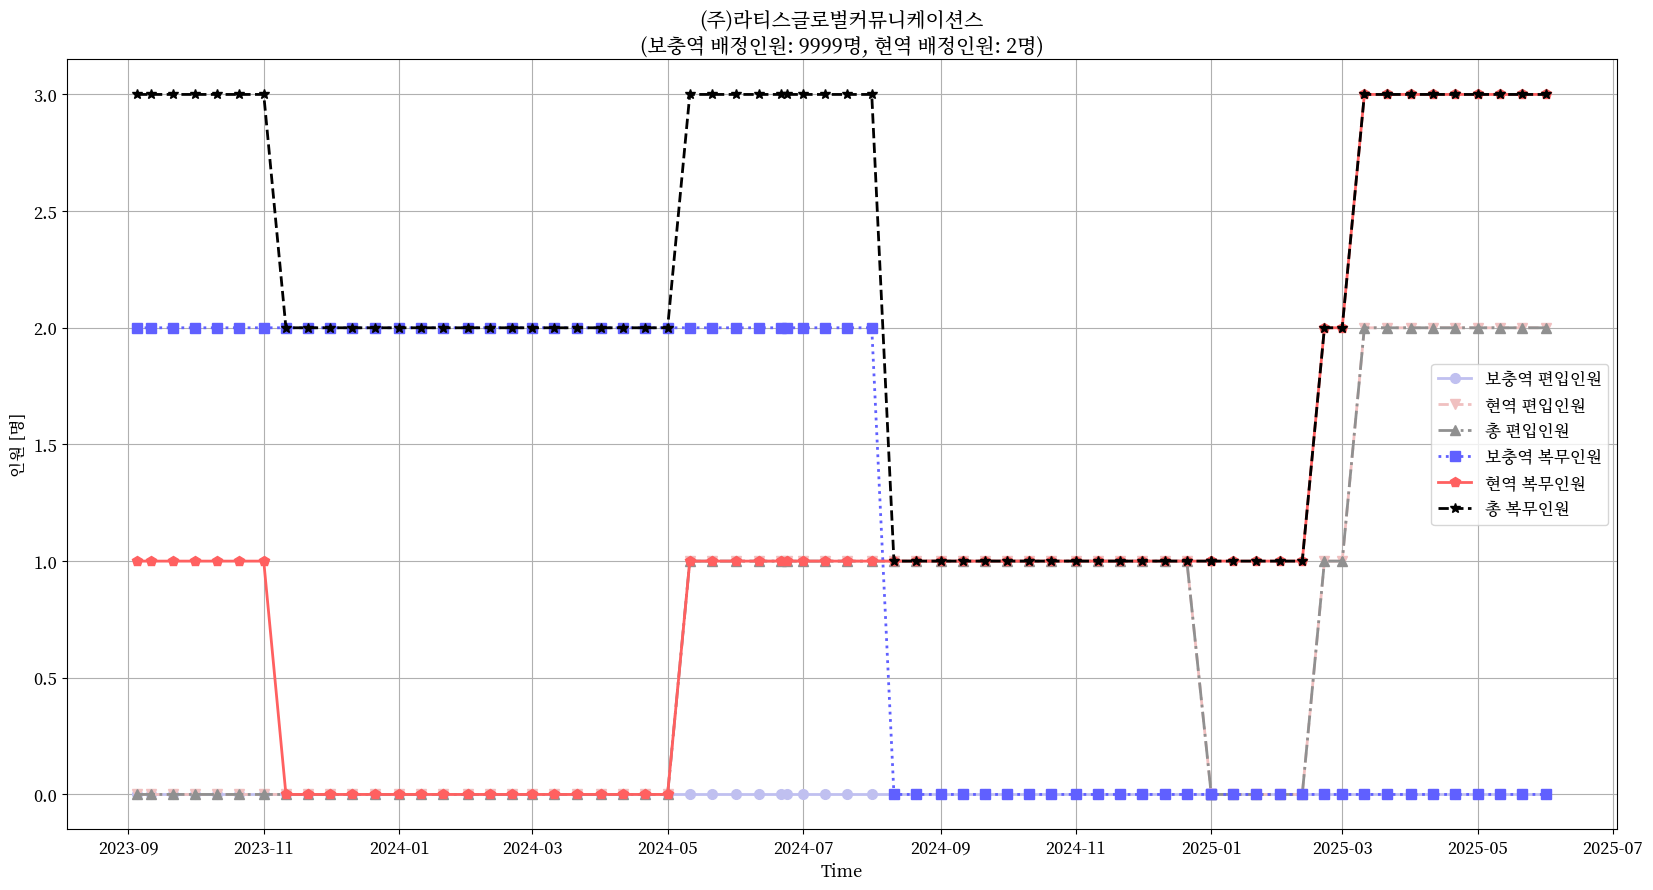 (주)라티스글로벌커뮤니케이션스
(보충역 배정인원: 9999명, 현역 배정인원: 2명)
인원 [명]
3.0
2.5
2.0
1.5
1.0
0.5
0.0
보충역 편입인원
현역 편입인원
총 편입인원
보충역 복무인원
현역 복무인원
총 복무인원
2023-09 2023-11 2024-01 2024-03 2024-05 2024-07 2024-09 2024-11 2025-01 2025-03 2025-05 2025-07
Time